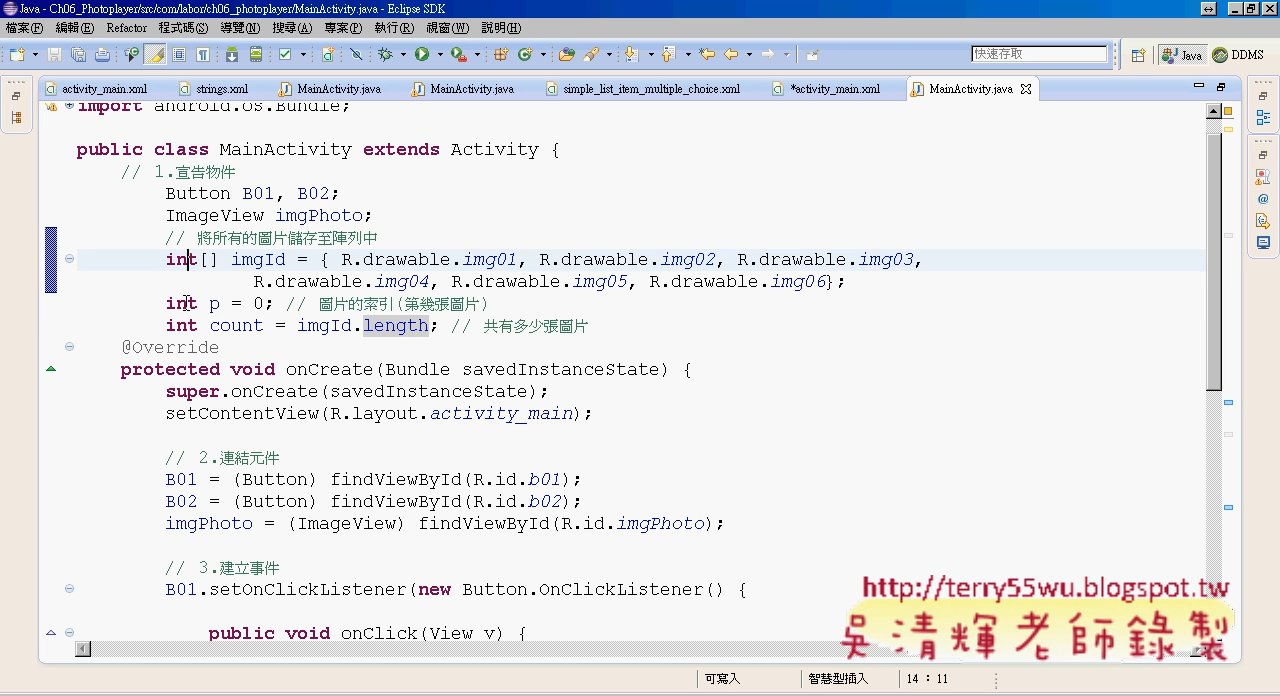 Java - Ch06_Photoplayer/src/com/labor/ch06_photoplayer/MainActivity.java - Eclipse SDK
檔案(F) 編輯(E) Refactor 程式碼(S) 導覽(N) 搜尋(A) 專案(P) 執行(R) 視窗(W) 說明(H)
快速存取 Java DDMS
activity_main.xml strings.xml MainActivity.java MainActivity.java simple_list_item_multiple_choice.xml *activity_main.xml MainActivity.java
import android.os.Bundle;
public class MainActivity extends Activity {
// 1.宣告物件
Button B01, B02;
ImageView imgPhoto;
// 將所有的圖片儲存至陣列中
int[] imgId = { R.drawable.img01, R.drawable.img02, R.drawable.img03,
R.drawable.img04, R.drawable.img05, R.drawable.img06};
int p = 0; // 圖片的索引(第幾張圖片)
int count = imgId.length; // 共有多少張圖片
@Override
protected void onCreate(Bundle savedInstanceState) {
super.onCreate(savedInstanceState);
setContentView(R.layout.activity_main);
// 2.連結元件
B01 = (Button) findViewById(R.id.b01);
B02 = (Button) findViewById(R.id.b02);
imgPhoto = (ImageView) findViewById(R.id.imgPhoto);
// 3.建立事件
B01.setOnClickListener(new Button.OnClickListener() {
http://terry55wu.blogspot.tw
public void onClick(View v) {
吳清輝老師錄製
可寫入 智慧型插入 14 : 11